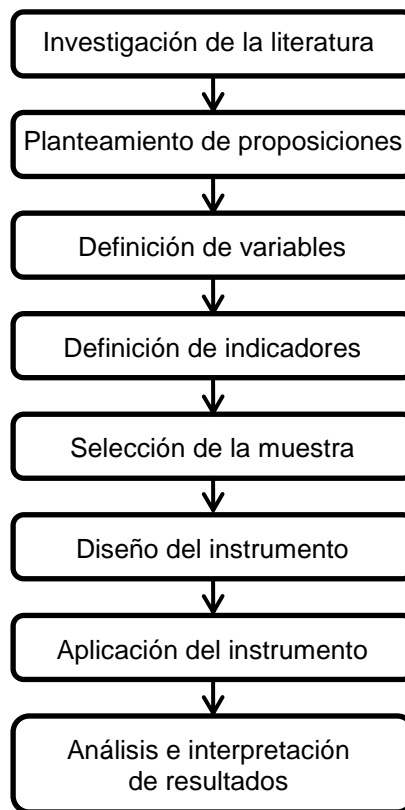 Investigación de la literatura
Planteamiento de proposiciones
Definición de variables
Definición de indicadores
Selección de la muestra
Diseño del instrumento
Aplicación del instrumento
Análisis e interpretación
de resultados